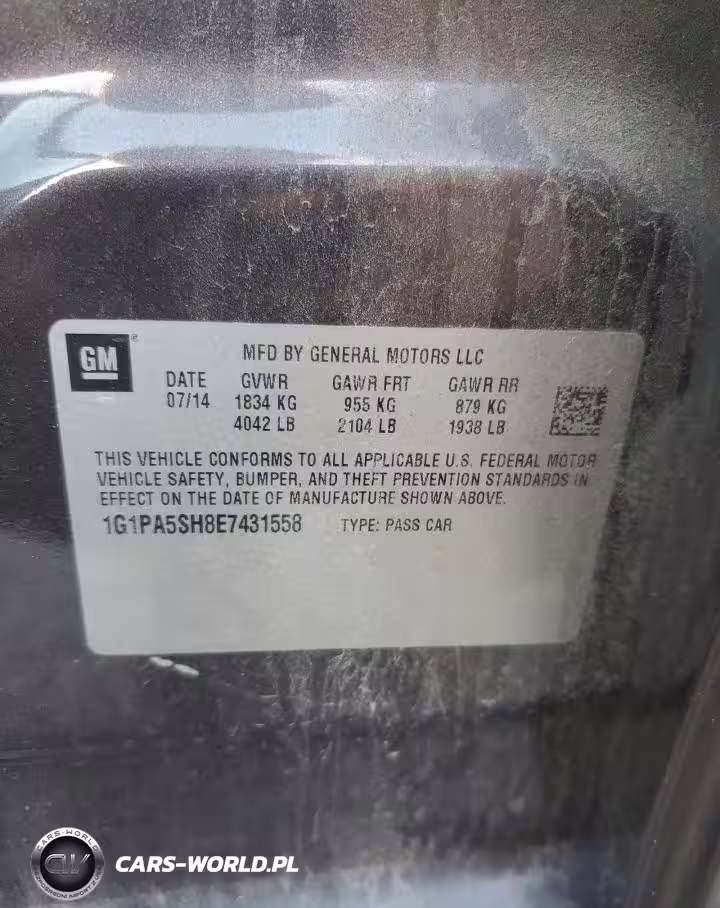 GM
MFD BY GENERAL MOTORS LLC
DATE GVWR GAWR FRT GAWR RR
07/14 1834 KG 955 KG 879 KG
4042 LB 2104 LB 1938 LB
THIS VEHICLE CONFORMS TO ALL APPLICABLE U.S. FEDERAL MOTOR
VEHICLE SAFETY, BUMPER, AND THEFT PREVENTION STANDARDS IN
EFFECT ON THE DATE OF MANUFACTURE SHOWN ABOVE.
1G1PA5SH8E7431558 TYPE: PASS CAR
CARS-WORLD
CW
CARS-WORLD.PL